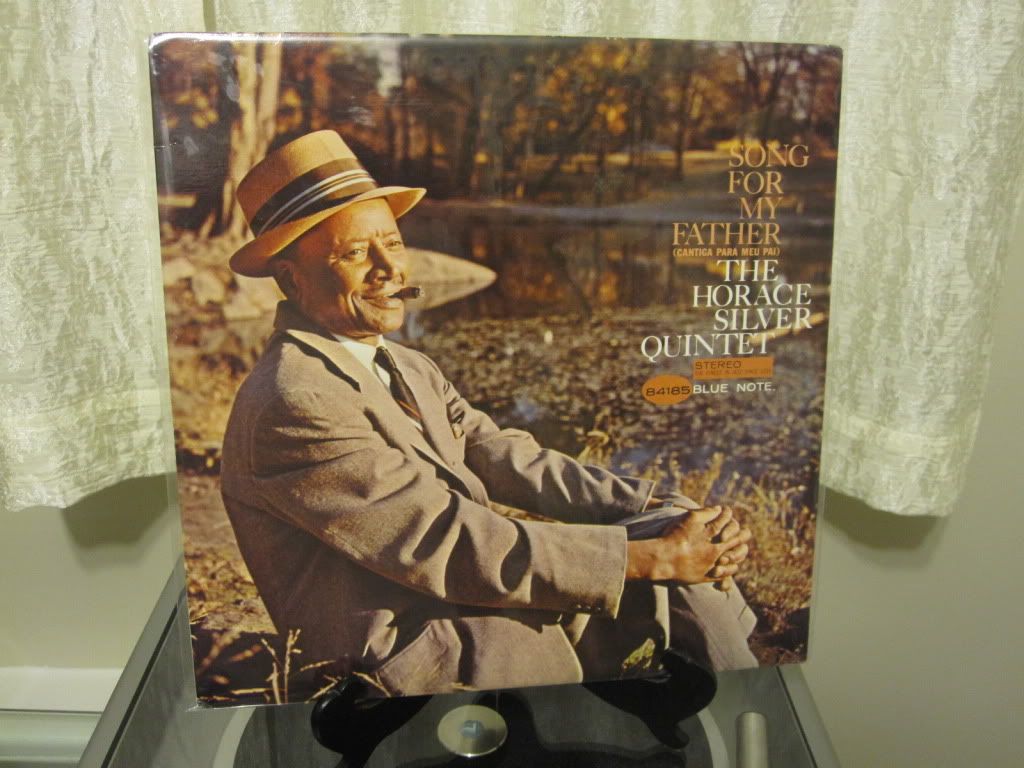 SONG
FOR
MY
FATHER
(CANTIGA PARA MEU PAI)
THE
HORACE
SILVER
QUINTET
STEREO
84185 BLUE NOTE.